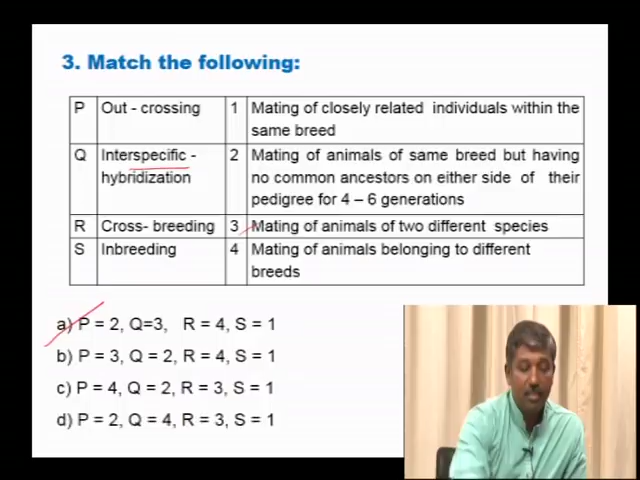 3. Match the following:
P Out - crossing 1 Mating of closely related individuals within the
same breed
Q Interspecific - 2 Mating of animals of same breed but having
hybridization no common ancestors on either side of their
pedigree for 4 – 6 generations
R Cross- breeding 3 Mating of animals of two different species
S Inbreeding 4 Mating of animals belonging to different
breeds
a) P = 2, Q=3, R = 4, S = 1
b) P = 3, Q = 2, R = 4, S = 1
c) P = 4, Q = 2, R = 3, S = 1
d) P = 2, Q = 4, R = 3, S = 1